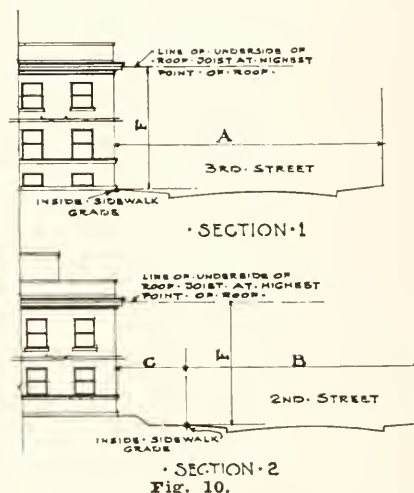 LINE·OF·UNDERSIDE·OF
ROOF·JOIST·AT·HIGHEST
POINT·OF·ROOF·
F
A
3RD·STREET
INSIDE·SIDEWALK
GRADE
·SECTION·1
LINE·OF·UNDERSIDE·OF
ROOF·JOIST·AT·HIGHEST
POINT·OF·ROOF·
C
F
B
2ND·STREET
INSIDE·SIDEWALK
GRADE
·SECTION·2
Fig. 10.